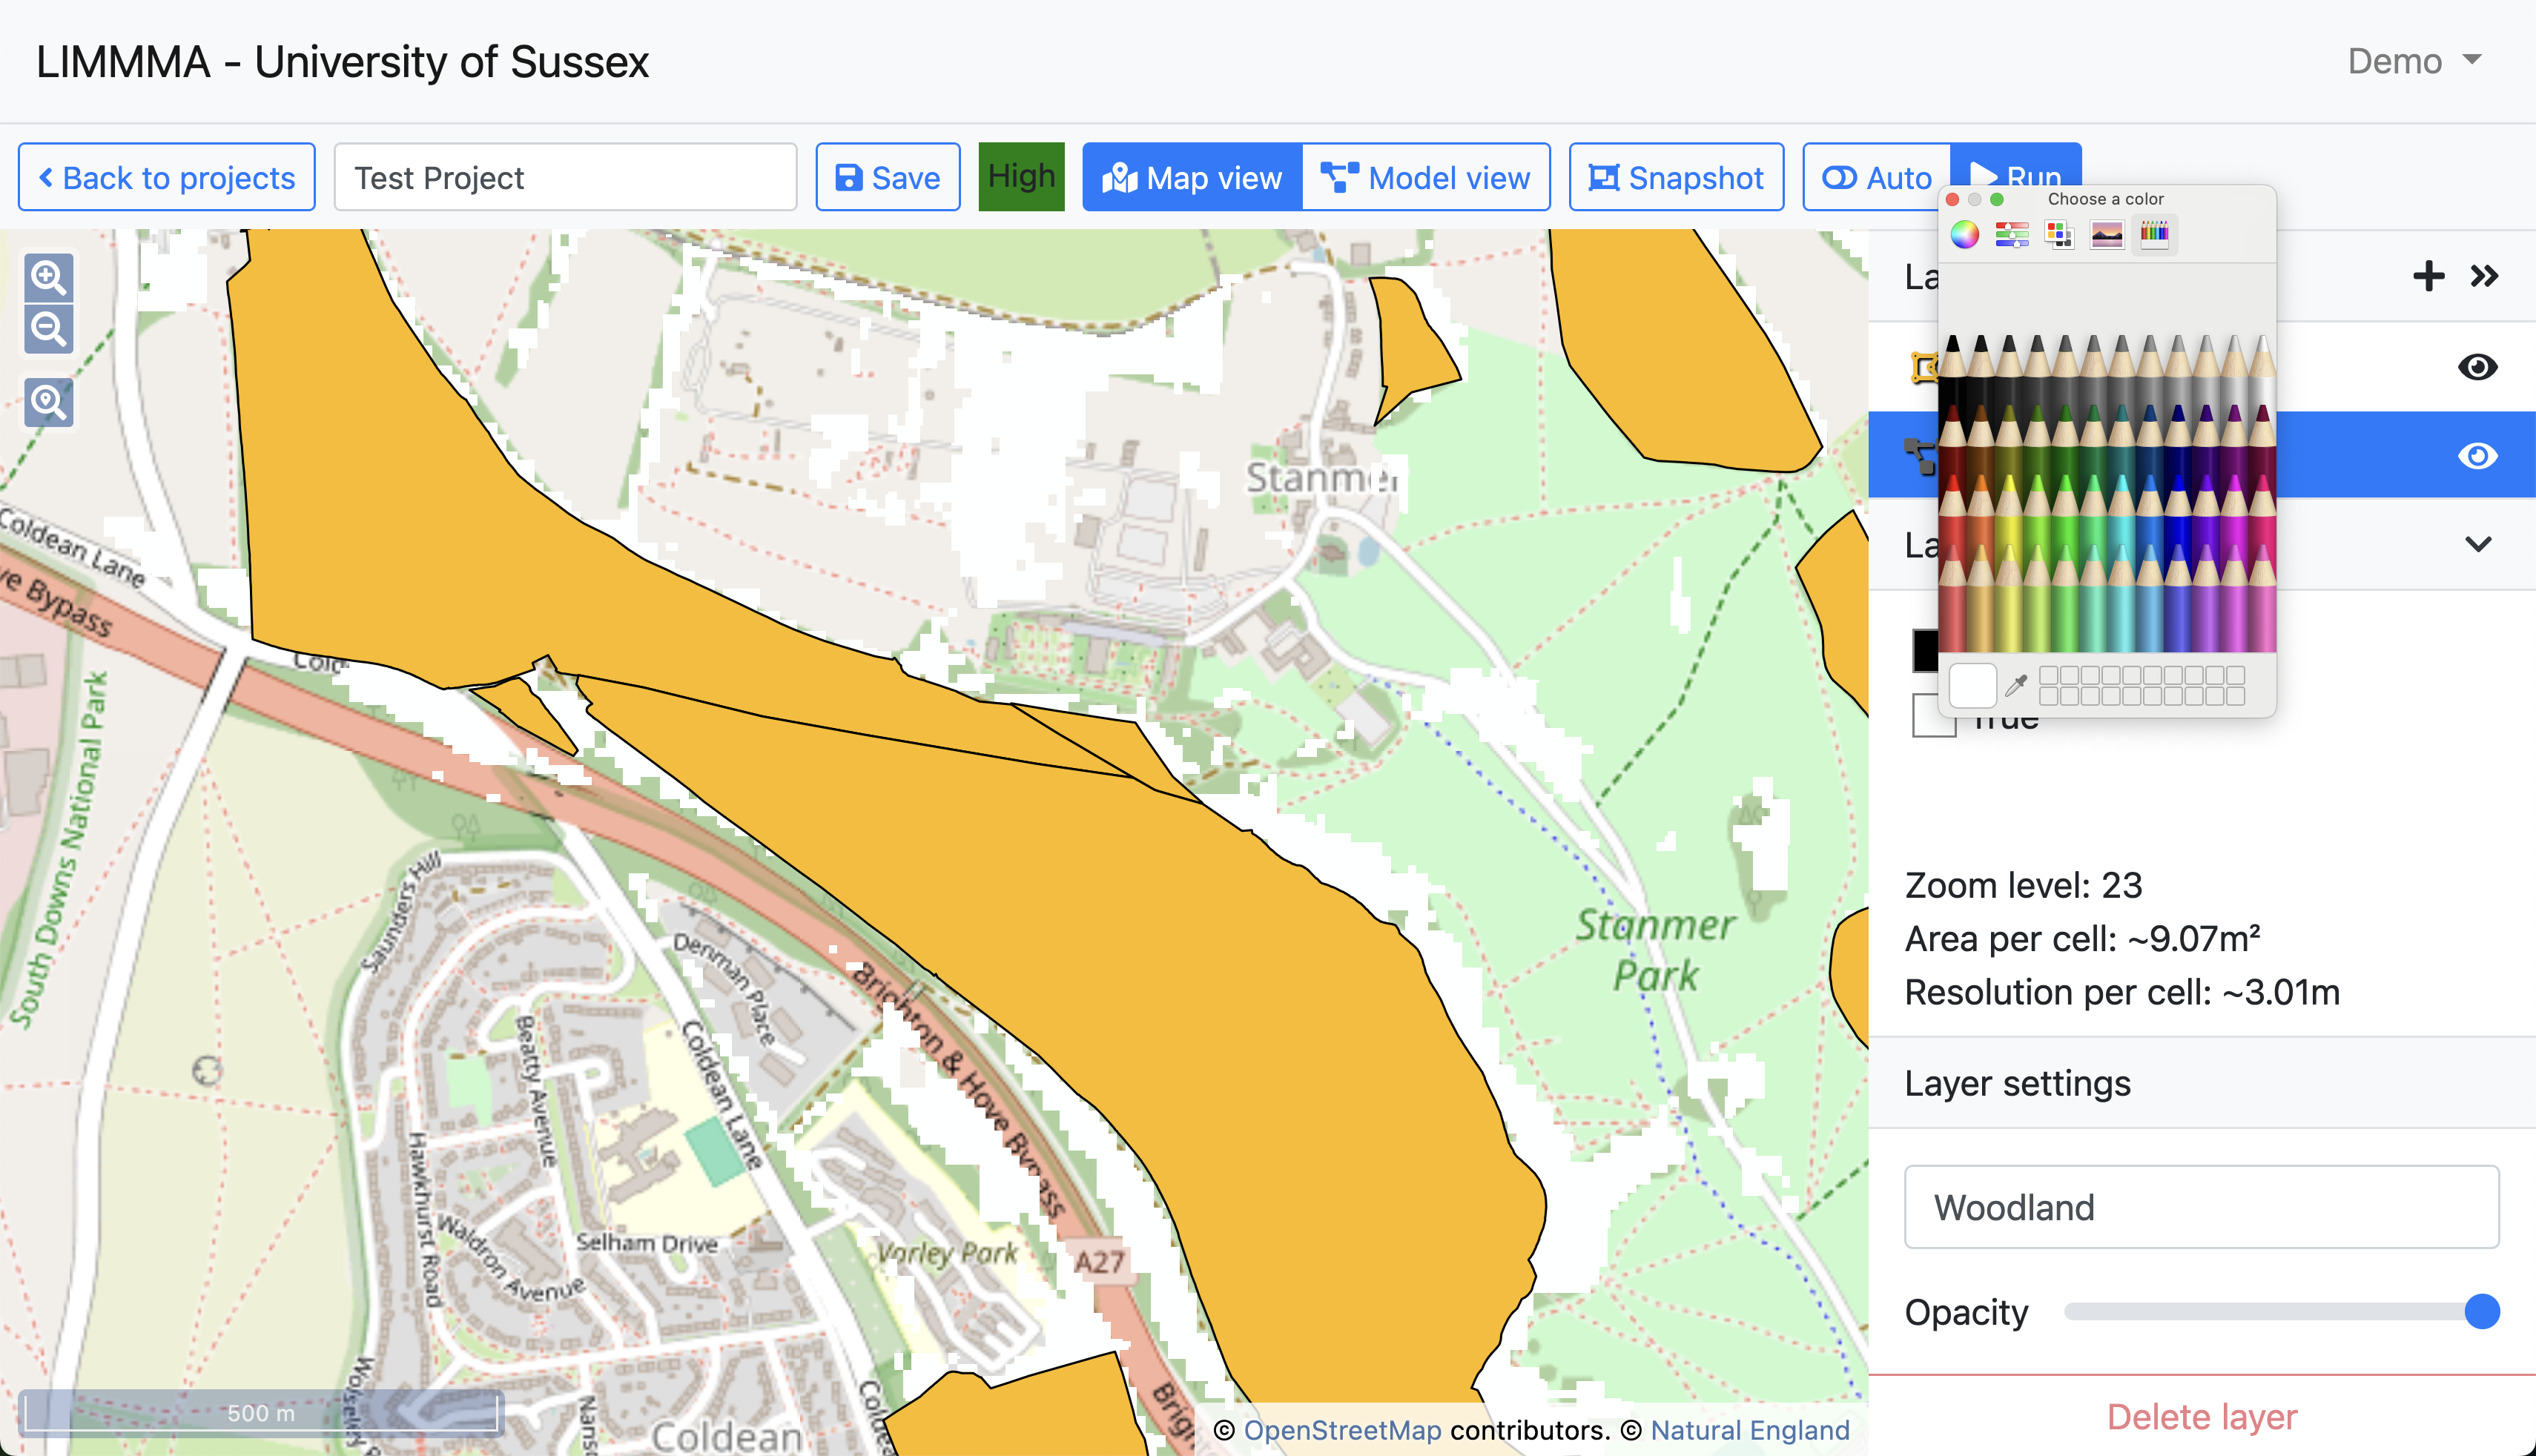 LIMMMA - University of Sussex
Demo
Back to projects
Test Project
Save
High
Map view
Model view
Snapshot
Auto
Run
Choose a color
La
La
True
Zoom level: 23
Area per cell: ~9.07m²
Resolution per cell: ~3.01m
Layer settings
Woodland
Opacity
Delete layer
Stanmer
Coldean Lane
ve Bypass
Cold
South Downs National Park
Saunders Hill
Denman Place
Brighton & Hove Bypass
Stanmer
Park
Beatty Avenue
Coldean Lane
Hawkhurst Road
Waldron Avenue
Selham Drive
Varley Park
A27
Wolseley R
Coldean
Colde
Brigh
500 m
© OpenStreetMap contributors. © Natural England